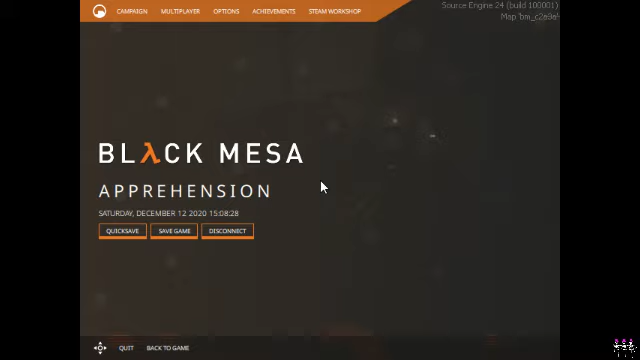 CAMPAIGN MULTIPLAYER OPTIONS ACHIEVEMENTS STEAM WORKSHOP
Source Engine 24 (build 100001)
BLλCK MESA
APPREHENSION
SATURDAY, DECEMBER 12 2020 15:08:28
QUICKSAVE SAVE GAME DISCONNECT
QUIT BACK TO GAME